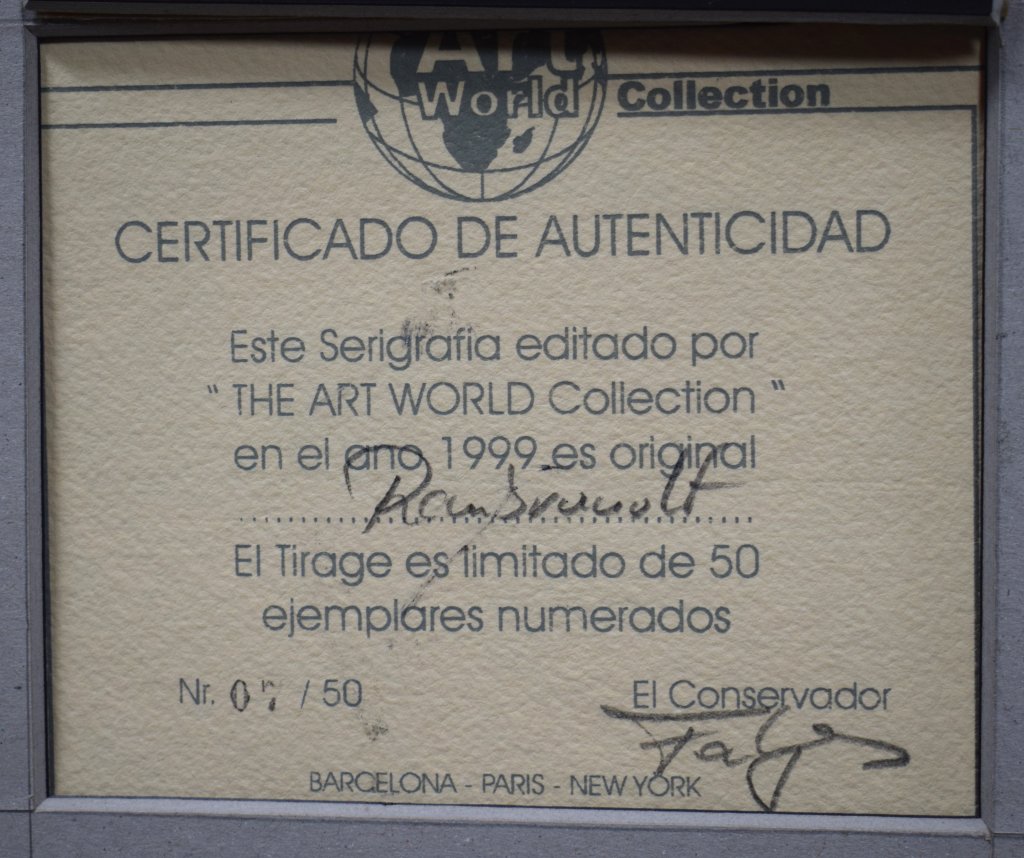 Art
World Collection
CERTIFICADO DE AUTENTICIDAD
Este Serigrafia editado por
" THE ART WORLD Collection "
en el ano 1999 es original
El Tirage es limitado de 50
ejemplares numerados
Nr. / 50
El Conservador
BARCELONA - PARIS - NEW YORK